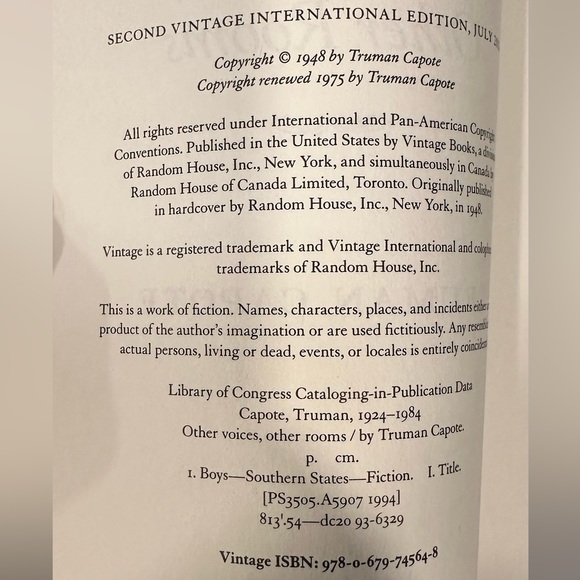 SECOND VINTAGE INTERNATIONAL EDITION, JULY
Copyright © 1948 by Truman Capote
Copyright renewed 1975 by Truman Capote
All rights reserved under International and Pan-American Copyright
Conventions. Published in the United States by Vintage Books, a
of Random House, Inc., New York, and simultaneously in Canada
Random House of Canada Limited, Toronto. Originally published
in hardcover by Random House, Inc., New York, in 1948.
Vintage is a registered trademark and Vintage International and
trademarks of Random House, Inc.
This is a work of fiction. Names, characters, places, and incidents either
product of the author's imagination or are used fictitiously. Any
actual persons, living or dead, events, or locales is entirely
Library of Congress Cataloging-in-Publication Data
Capote, Truman, 1924–1984
Other voices, other rooms / by Truman Capote.
p. cm.
1. Boys—Southern States—Fiction. I. Title.
[PS3505.A5907 1994]
813'.54—dc20 93-6329
Vintage ISBN: 978-0-679-74564-8